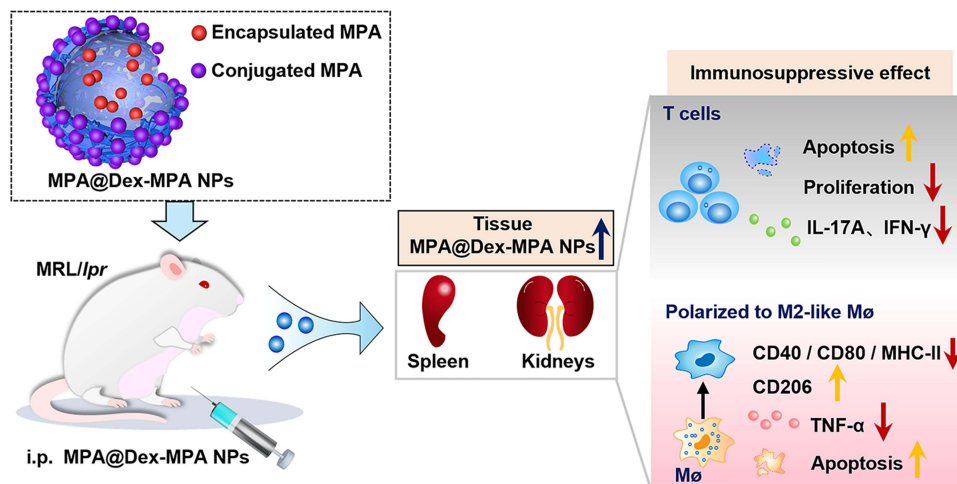 Encapsulated MPA
Conjugated MPA
MPA@Dex-MPA NPs
MRL/lpr
i.p. MPA@Dex-MPA NPs
Tissue
MPA@Dex-MPA NPs
Spleen
Kidneys
Immunosuppressive effect
T cells
Apoptosis
Proliferation
IL-17A、IFN-γ
Polarized to M2-like Mø
CD40 / CD80 / MHC-II
CD206
TNF-α
Apoptosis
Mø